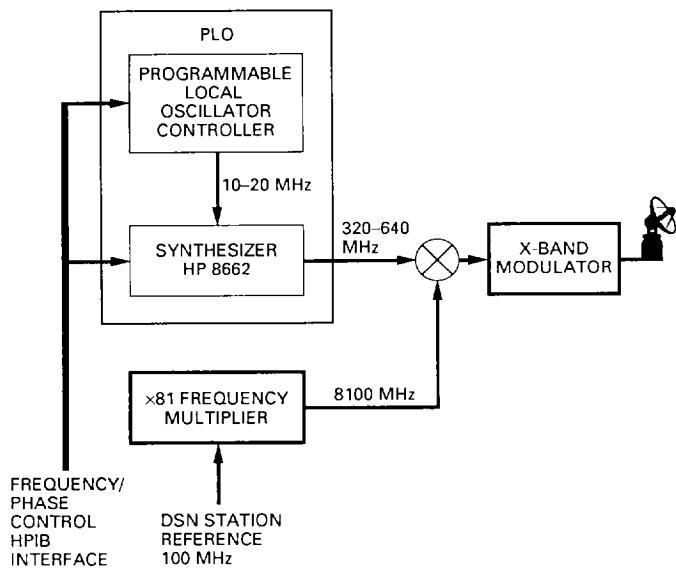 PLO
PROGRAMMABLE
LOCAL
OSCILLATOR
CONTROLLER
10–20 MHz
SYNTHESIZER
HP 8662
320–640
MHz
X-BAND
MODULATOR
×81 FREQUENCY
MULTIPLIER
8100 MHz
FREQUENCY/
PHASE
CONTROL
HPIB
INTERFACE
DSN STATION
REFERENCE
100 MHz